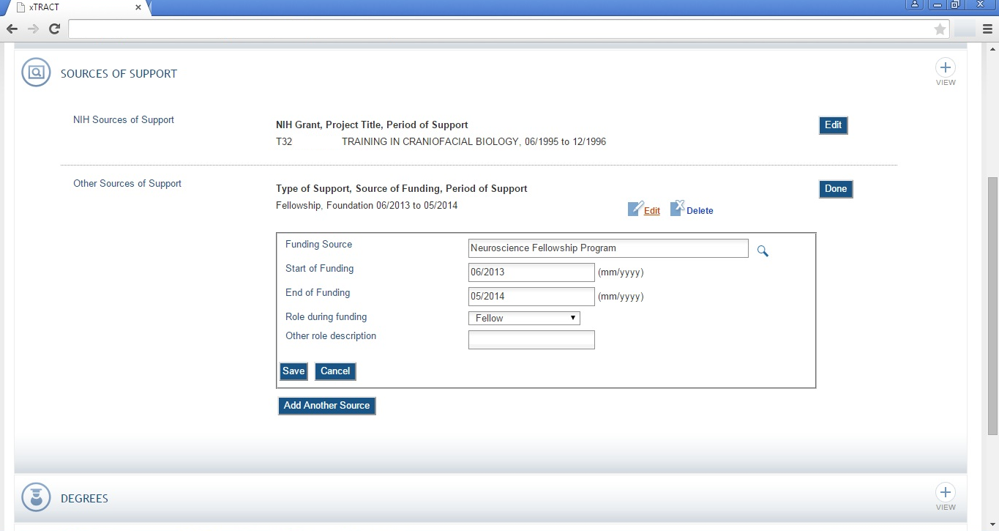 xTRACT
SOURCES OF SUPPORT
VIEW
NIH Sources of Support
NIH Grant, Project Title, Period of Support
Edit
T32 TRAINING IN CRANIOFACIAL BIOLOGY, 06/1995 to 12/1996
Other Sources of Support
Type of Support, Source of Funding, Period of Support
Done
Fellowship, Foundation 06/2013 to 05/2014
Edit Delete
Funding Source Neuroscience Fellowship Program
Start of Funding 06/2013 (mm/yyyy)
End of Funding 05/2014 (mm/yyyy)
Role during funding Fellow
Other role description
Save Cancel
Add Another Source
DEGREES
VIEW